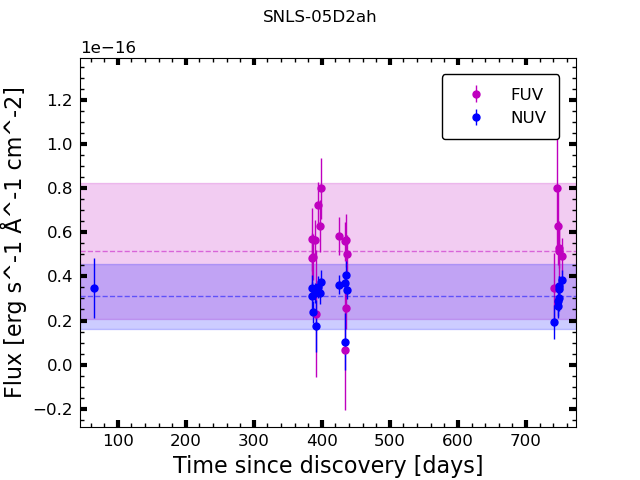 SNLS-05D2ah
1e−16
FUV
NUV
1.2
1.0
0.8
0.6
0.4
0.2
0.0
−0.2
Flux [erg s^-1 Å^-1 cm^-2]
100 200 300 400 500 600 700
Time since discovery [days]